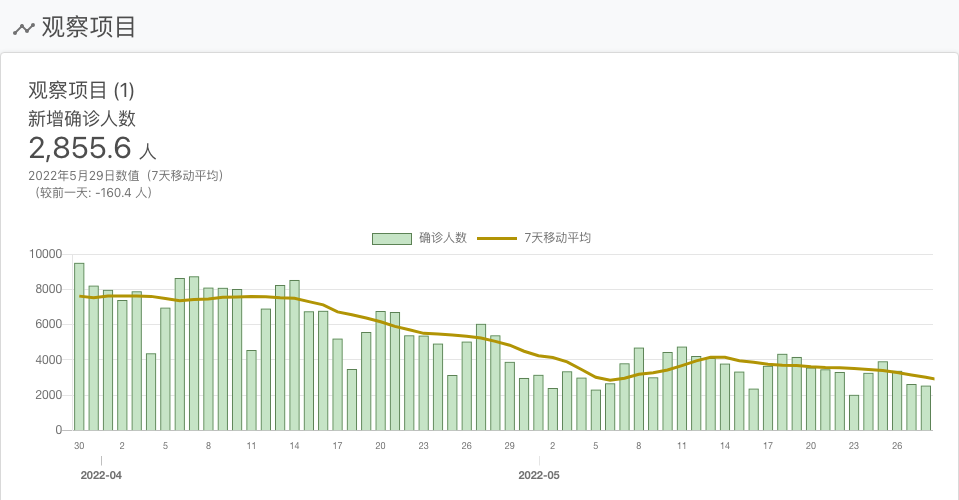 观察项目
观察项目 (1)
新增确诊人数
2,855.6 人
2022年5月29日数值（7天移动平均）
（较前一天: -160.4 人）
确诊人数 7天移动平均
10000
8000
6000
4000
2000
0
30 2 5 8 11 14 17 20 23 26 29 2 5 8 11 14 17 20 23 26
2022-04 2022-05